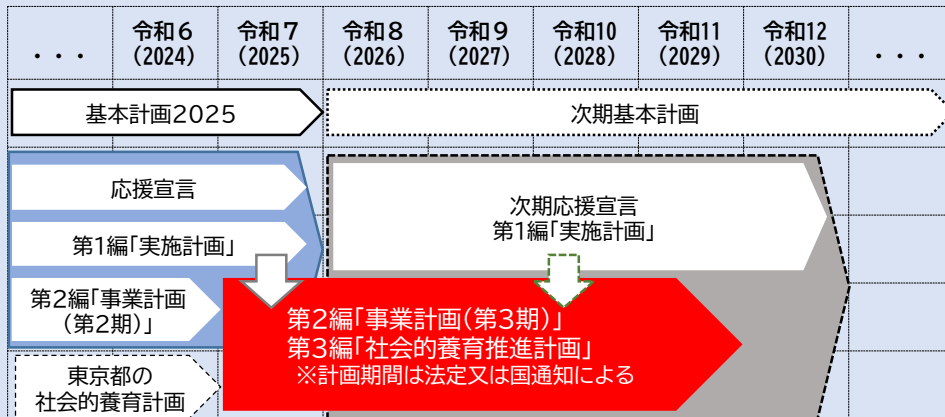 ・・・
令和6
(2024)
令和7
(2025)
令和8
(2026)
令和9
(2027)
令和10
(2028)
令和11
(2029)
令和12
(2030)
・・・
基本計画2025
次期基本計画
応援宣言
第1編「実施計画」
第2編「事業計画
(第2期)」
東京都の
社会的養育計画
次期応援宣言
第1編「実施計画」
第2編「事業計画(第3期)」
第3編「社会的養育推進計画」
※計画期間は法定又は国通知による